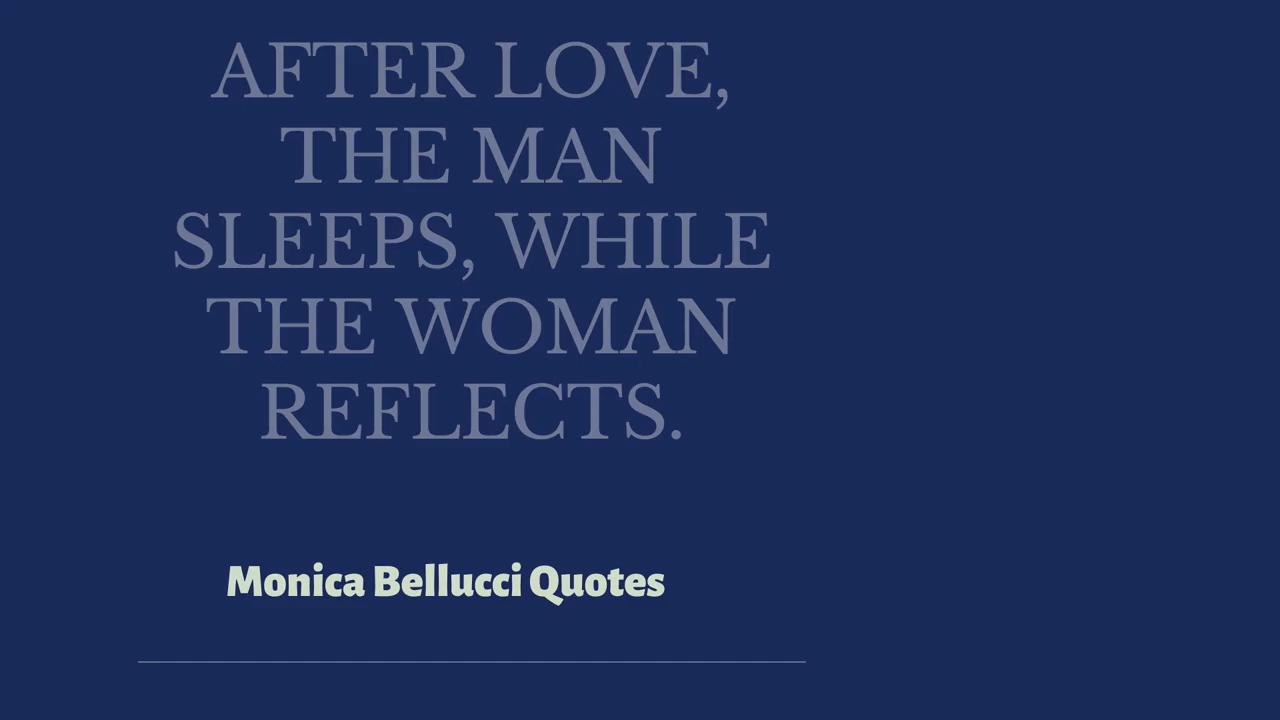 AFTER LOVE,
THE MAN
SLEEPS, WHILE
THE WOMAN
REFLECTS.
Monica Bellucci Quotes